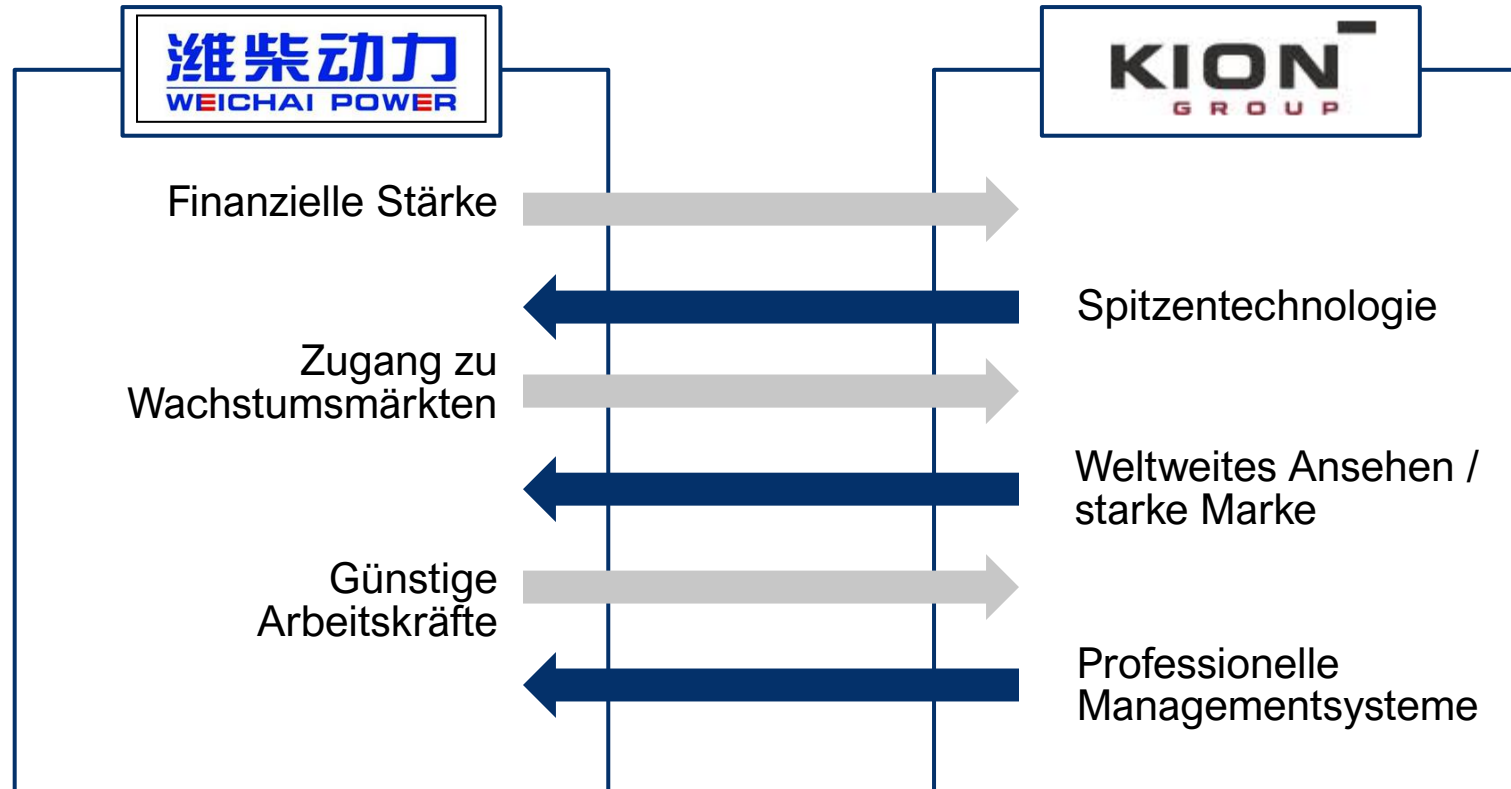 潍柴动力
WEICHAI POWER
KION
GROUP
Finanzielle Stärke
Spitzentechnologie
Zugang zu
Wachstumsmärkten
Weltweites Ansehen /
starke Marke
Günstige
Arbeitskräfte
Professionelle
Managementsysteme